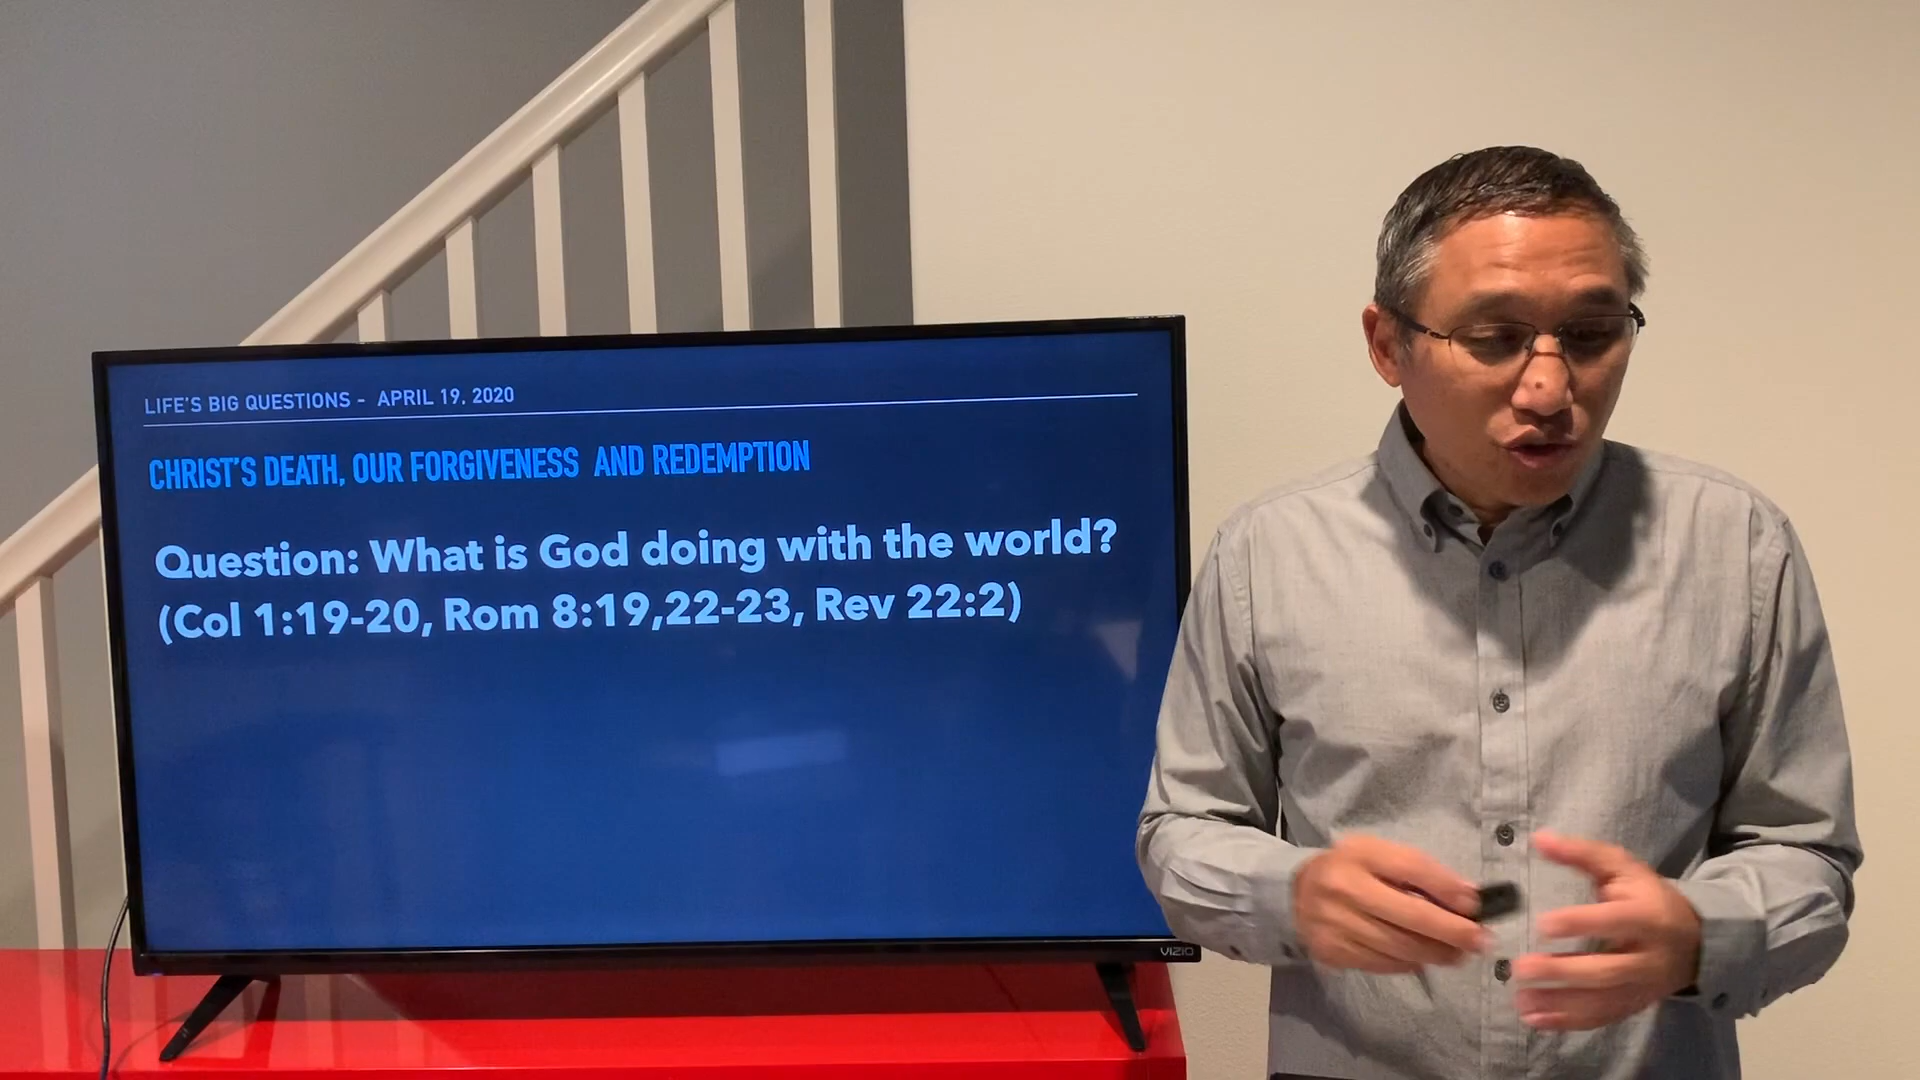 LIFE'S BIG QUESTIONS - APRIL 19, 2020
CHRIST'S DEATH, OUR FORGIVENESS AND REDEMPTION
Question: What is God doing with the world?
(Col 1:19-20, Rom 8:19,22-23, Rev 22:2)
VIZIO